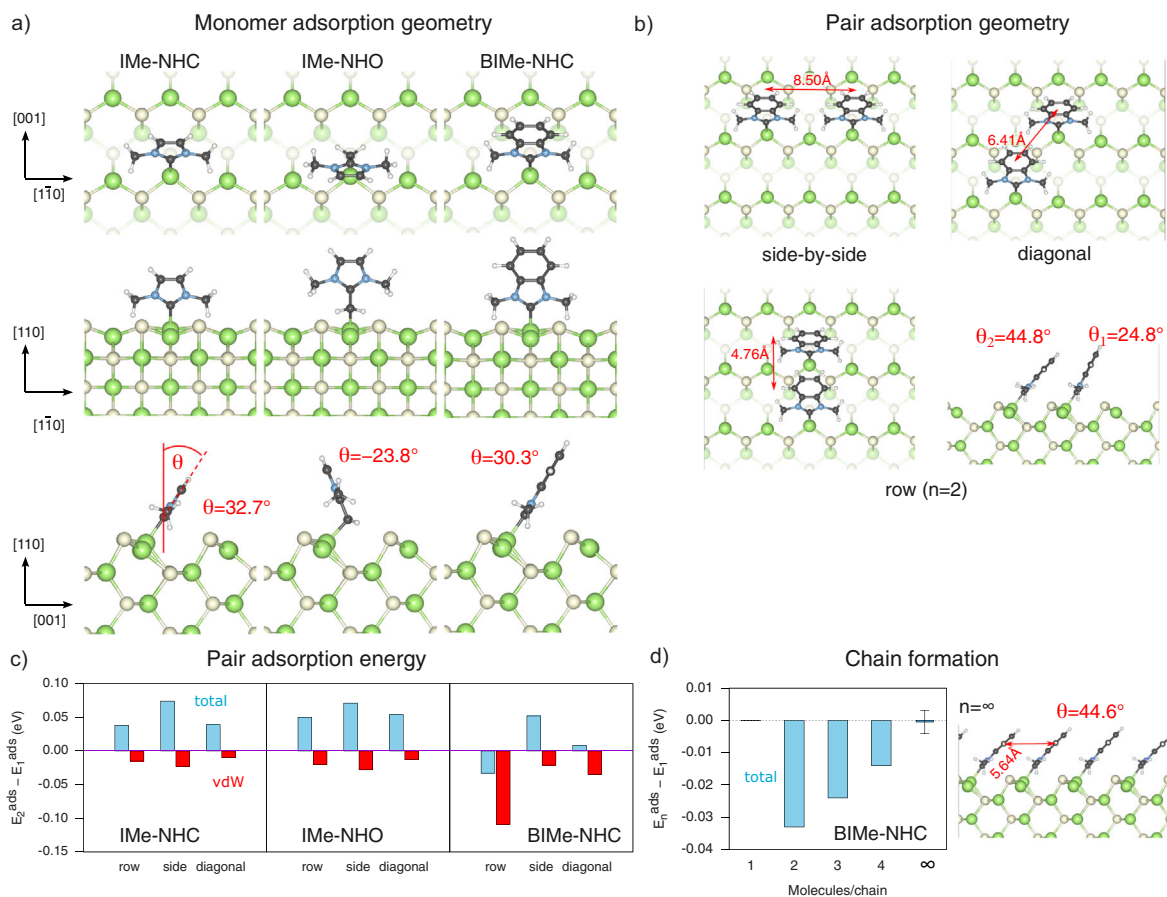 a) Monomer adsorption geometry
IMe-NHC IMe-NHO BIMe-NHC
[001]
[11̅0]
[110]
[11̅0]
θ
θ=32.7°
θ=−23.8°
θ=30.3°
[110]
[001]
b) Pair adsorption geometry
8.50Å
6.41Å
side-by-side
diagonal
4.76Å
θ2=44.8°
θ1=24.8°
row (n=2)
c) Pair adsorption energy
E2ads − E1ads (eV)
0.10
0.05
0.00
-0.05
-0.10
-0.15
total
vdW
IMe-NHC IMe-NHO BIMe-NHC
row side diagonal row side diagonal row side diagonal
d) Chain formation
Enads − E1ads (eV)
0.01
0.00
-0.01
-0.02
-0.03
-0.04
total
BIMe-NHC
1 2 3 4 ∞
Molecules/chain
n=∞
θ=44.6°
5.64Å